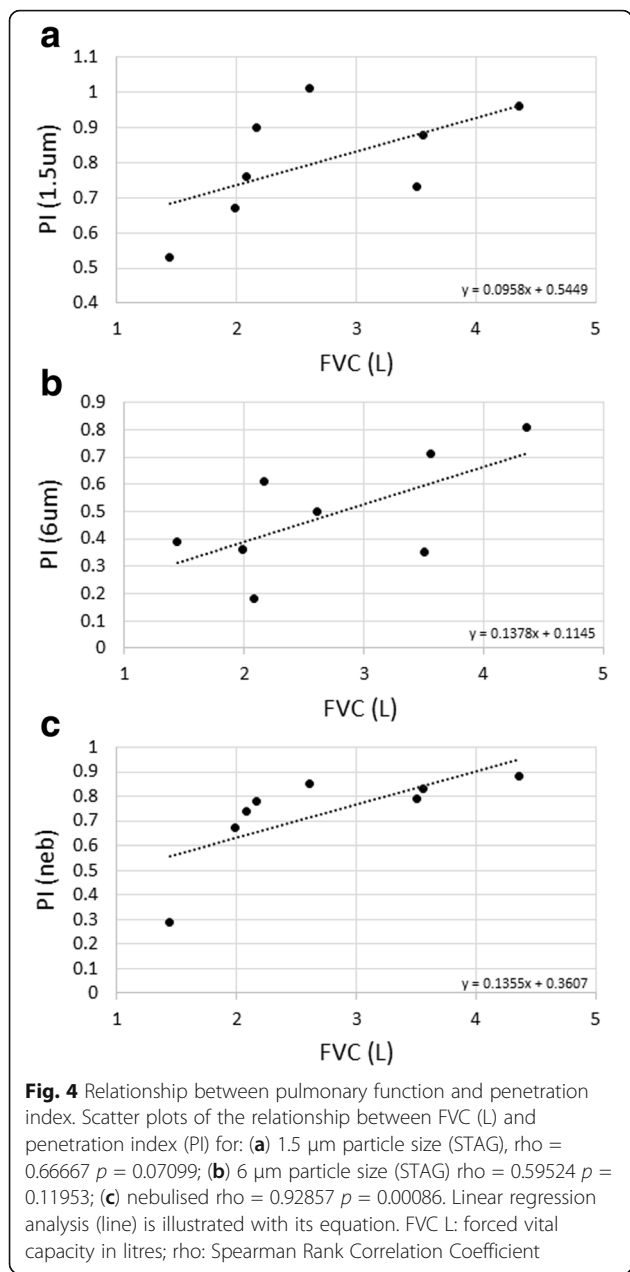 a
1.1
1
0.9
0.8
0.7
0.6
0.5
0.4
PI (1.5um)
y = 0.0958x + 0.5449
1 2 3 4 5
FVC (L)
b
0.9
0.8
0.7
0.6
0.5
0.4
0.3
0.2
0.1
0
PI (6um)
y = 0.1378x + 0.1145
1 2 3 4 5
FVC (L)
c
1
0.9
0.8
0.7
0.6
0.5
0.4
0.3
0.2
0.1
0
PI (neb)
y = 0.1355x + 0.3607
1 2 3 4 5
FVC (L)
Fig. 4 Relationship between pulmonary function and penetration
index. Scatter plots of the relationship between FVC (L) and
penetration index (PI) for: (a) 1.5 μm particle size (STAG), rho =
0.66667 p = 0.07099; (b) 6 μm particle size (STAG) rho = 0.59524 p =
0.11953; (c) nebulised rho = 0.92857 p = 0.00086. Linear regression
analysis (line) is illustrated with its equation. FVC L: forced vital
capacity in litres; rho: Spearman Rank Correlation Coefficient